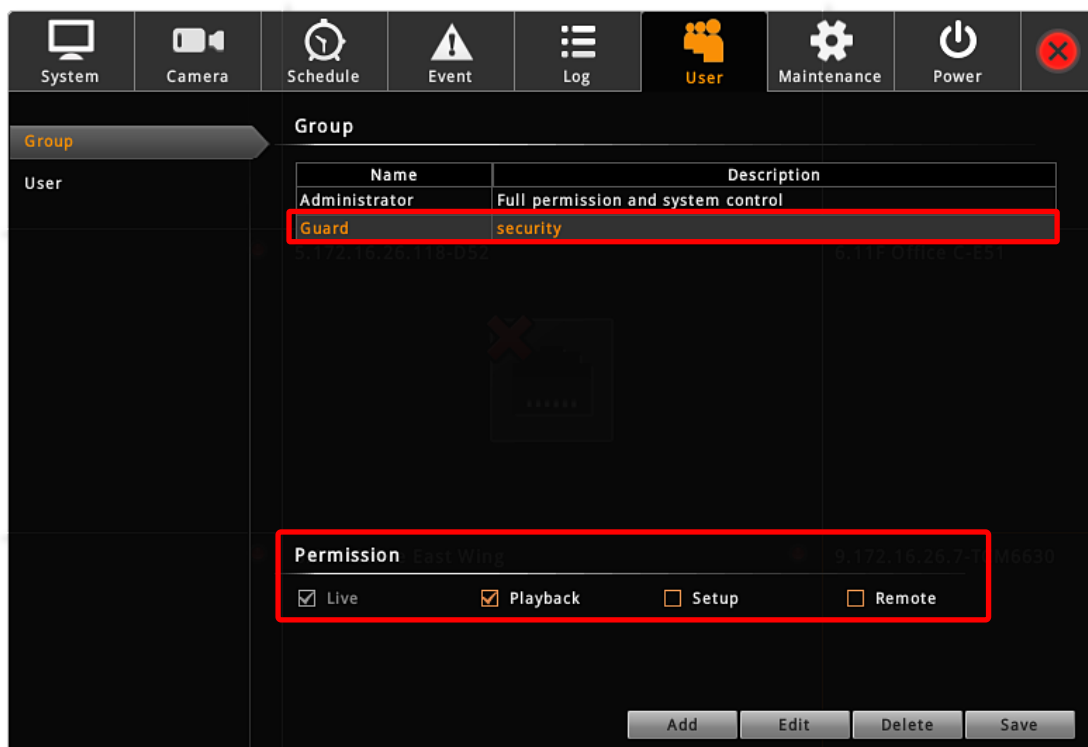 System Camera Schedule Event Log User Maintenance Power
Group
Group
User
Name Description
Administrator Full permission and system control
Guard security
5.172.16.26.118-D52 6.11F Office C-E51
Permission East Wing 9.172.16.26.7-TCM6630
Live Playback Setup Remote
Add Edit Delete Save